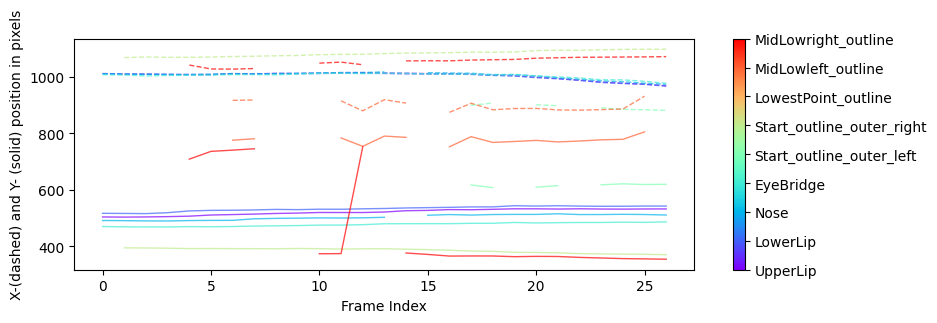 X-(dashed) and Y- (solid) position in pixels
1000
800
600
400
0
5
10
15
20
25
Frame Index
MidLowright_outline
MidLowleft_outline
LowestPoint_outline
Start_outline_outer_right
Start_outline_outer_left
EyeBridge
Nose
LowerLip
UpperLip